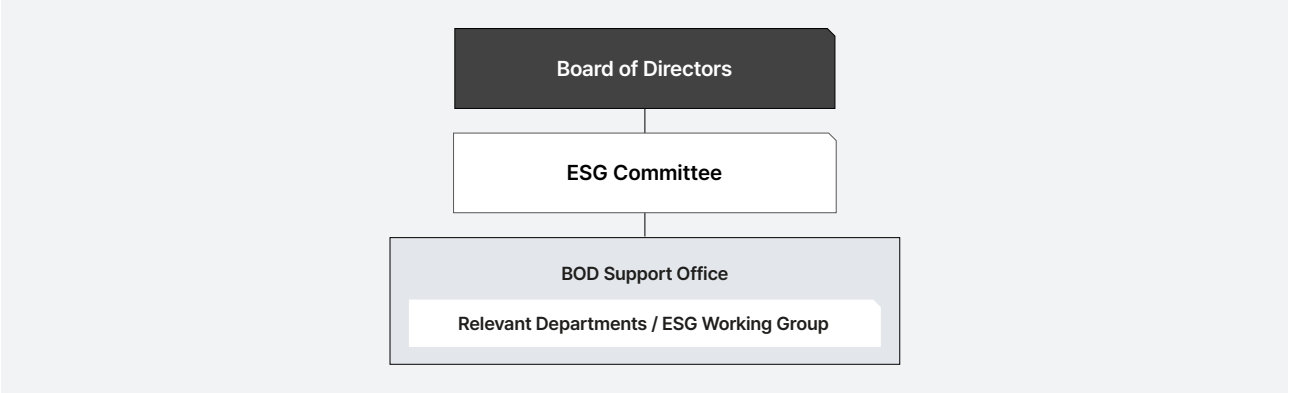 Board of Directors
ESG Committee
BOD Support Office
Relevant Departments / ESG Working Group